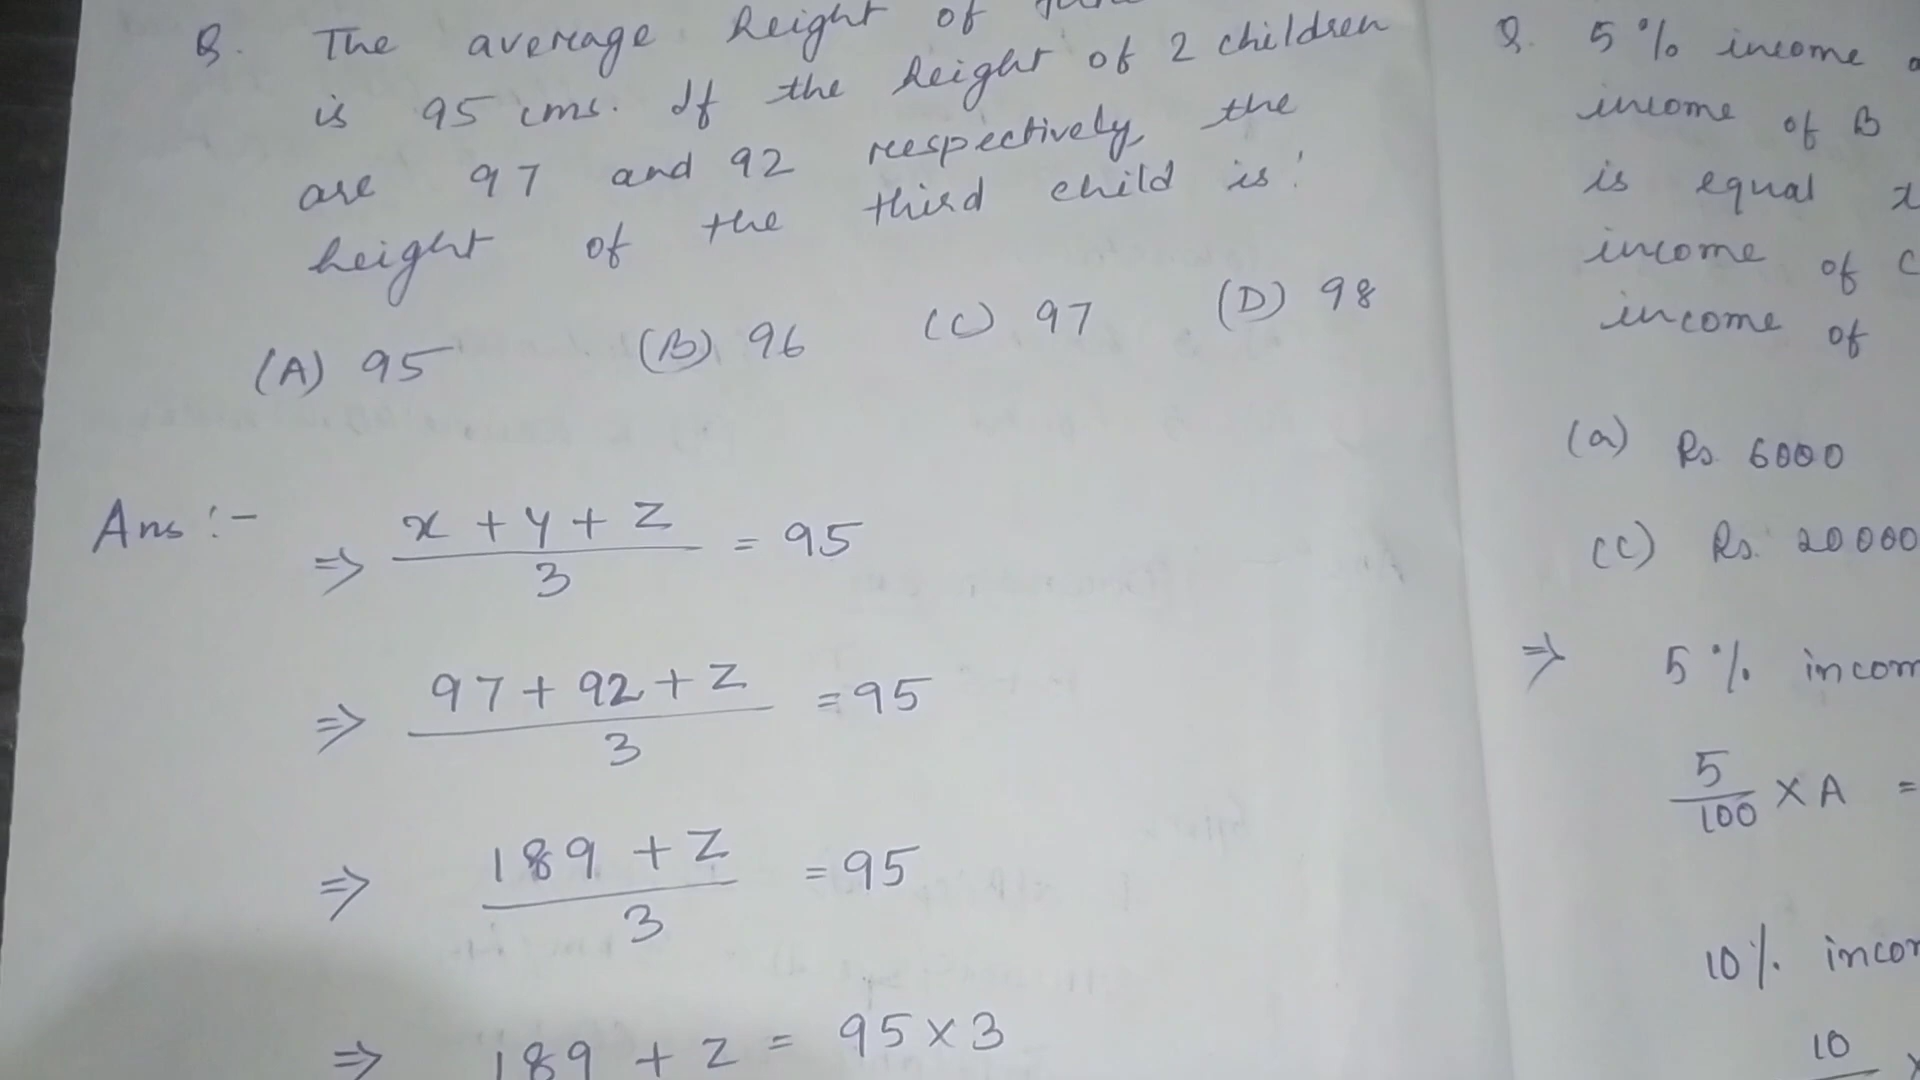 Q. The average height of
is 95 cms. If the height of 2 children
are 97 and 92 respectively, the
height of the third child is:
(A) 95 (B) 96 (C) 97 (D) 98
Ans :-
⇒ x + y + z / 3 = 95
⇒ 97 + 92 + z / 3 = 95
⇒ 189 + z / 3 = 95
⇒ 189 + z = 95 × 3
Q. 5% income
income of B
is equal
income of C
income of
(a) Rs. 6000
(c) Rs. 20000
⇒ 5% incom
5/100 × A =
10% incom
10